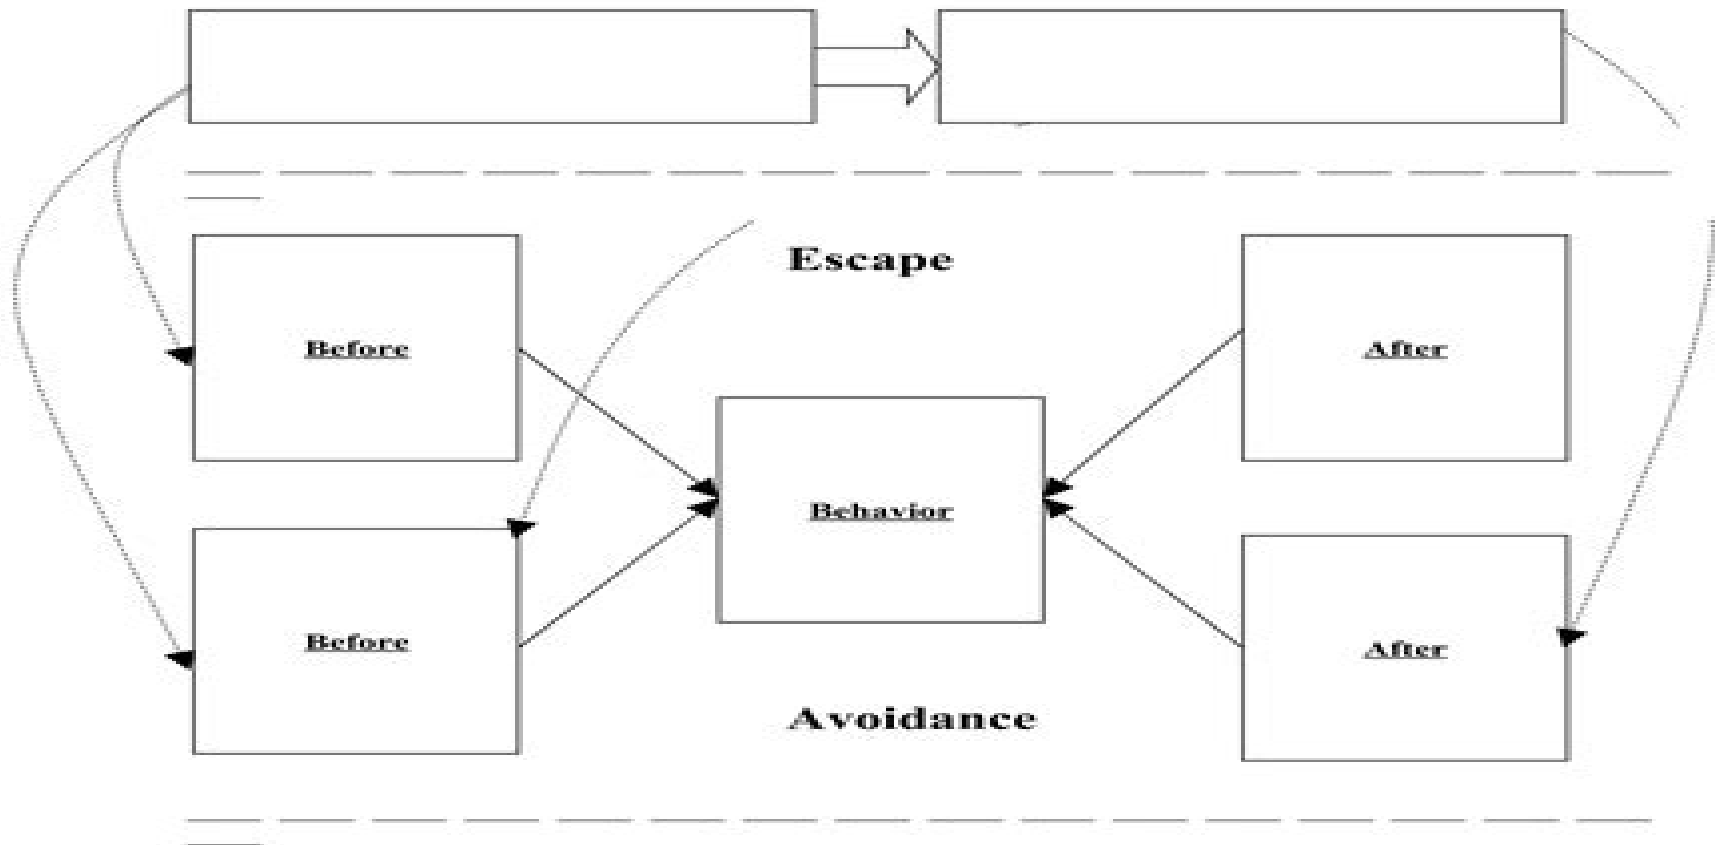 Escape
Before
After
Behavior
Before
After
Avoidance